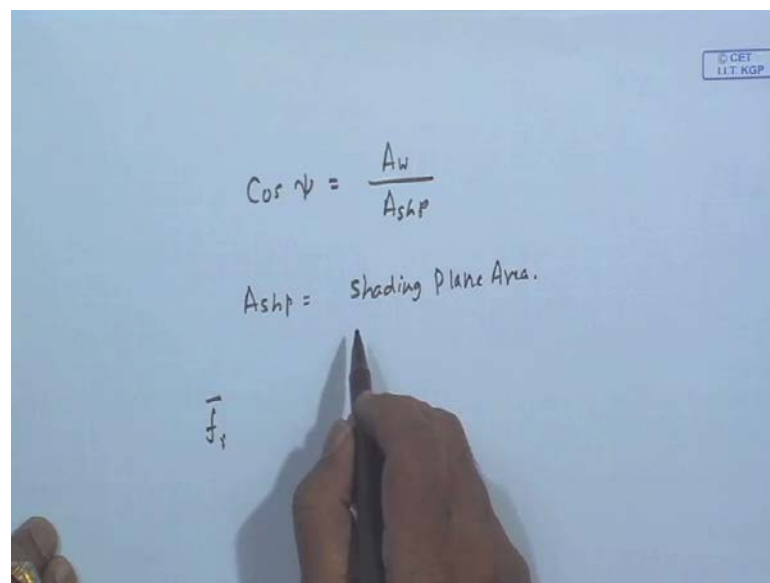 © CET
I.I.T. KGP
Cos ψ = Aw / Ashp
Ashp = Shading Plane Area.
f̄